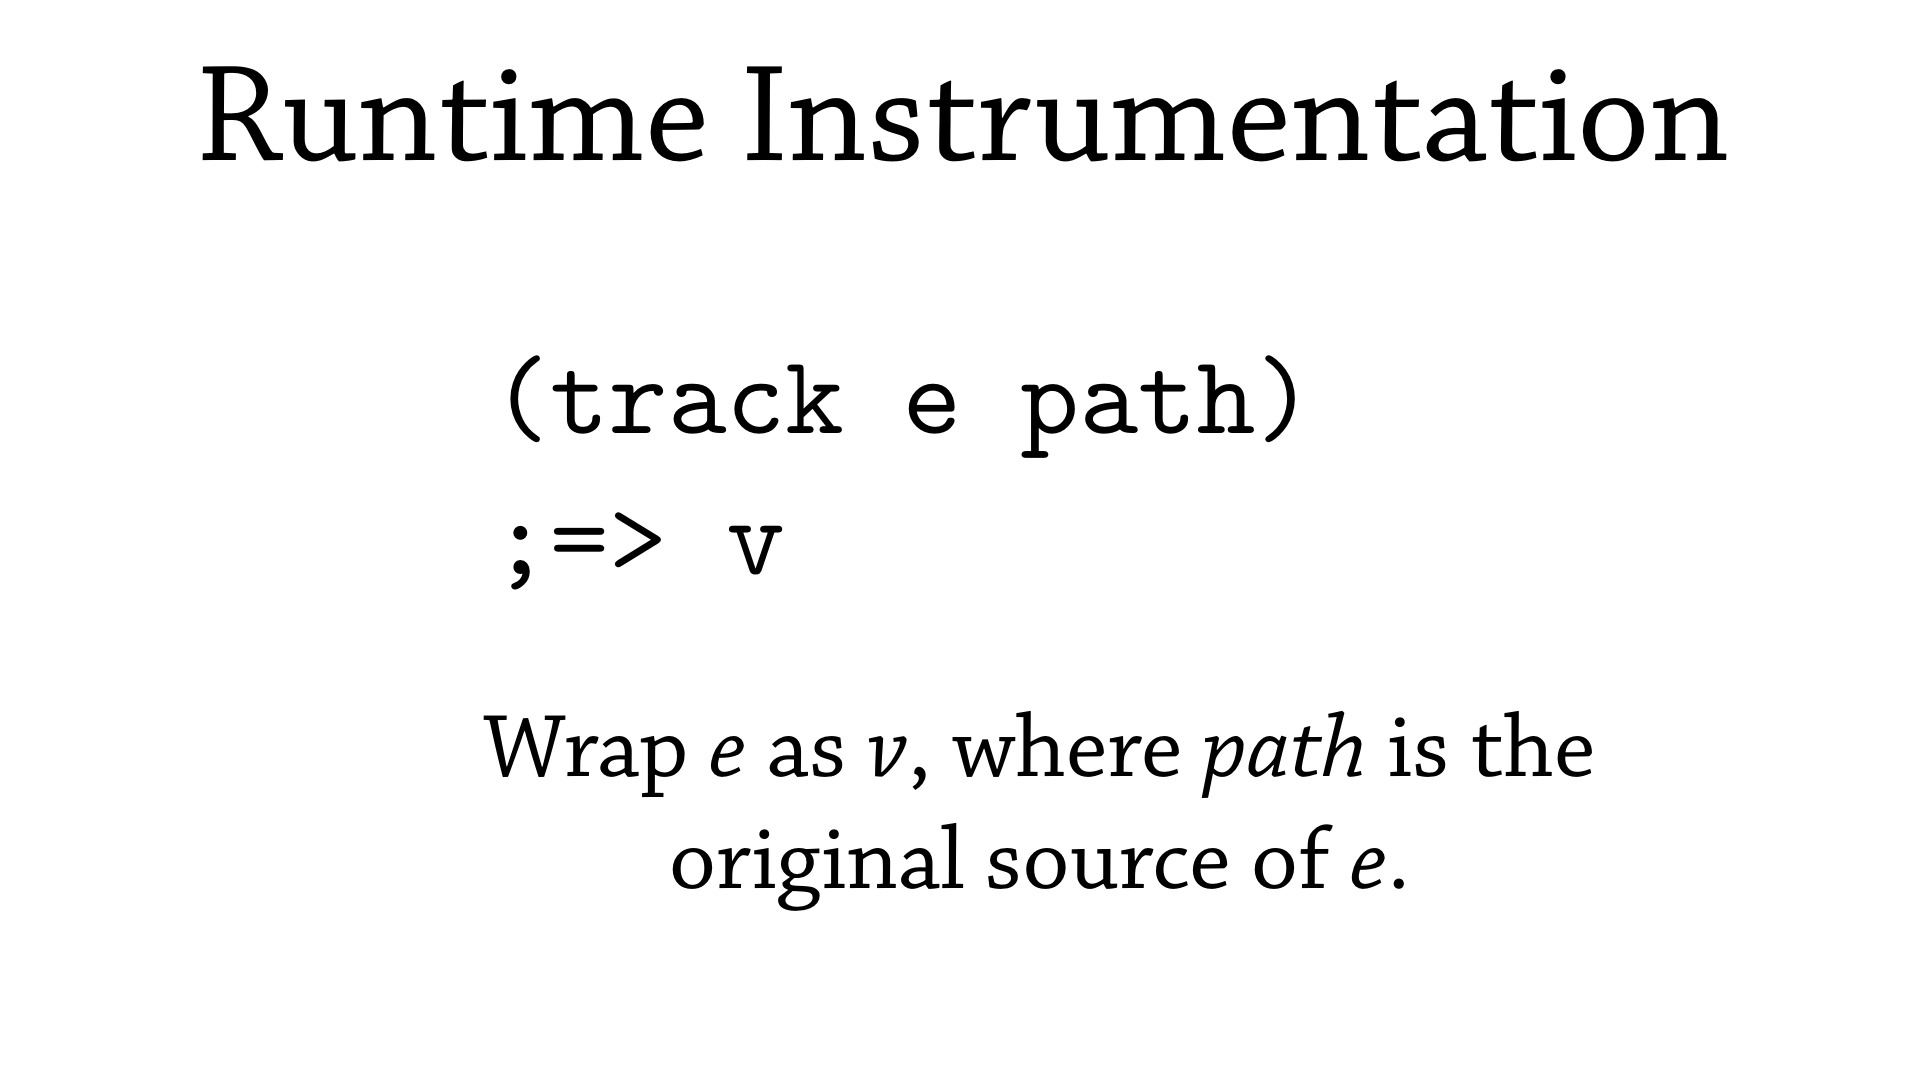 Runtime Instrumentation
(track e path)
;=> v
Wrap e as v, where path is the
original source of e.